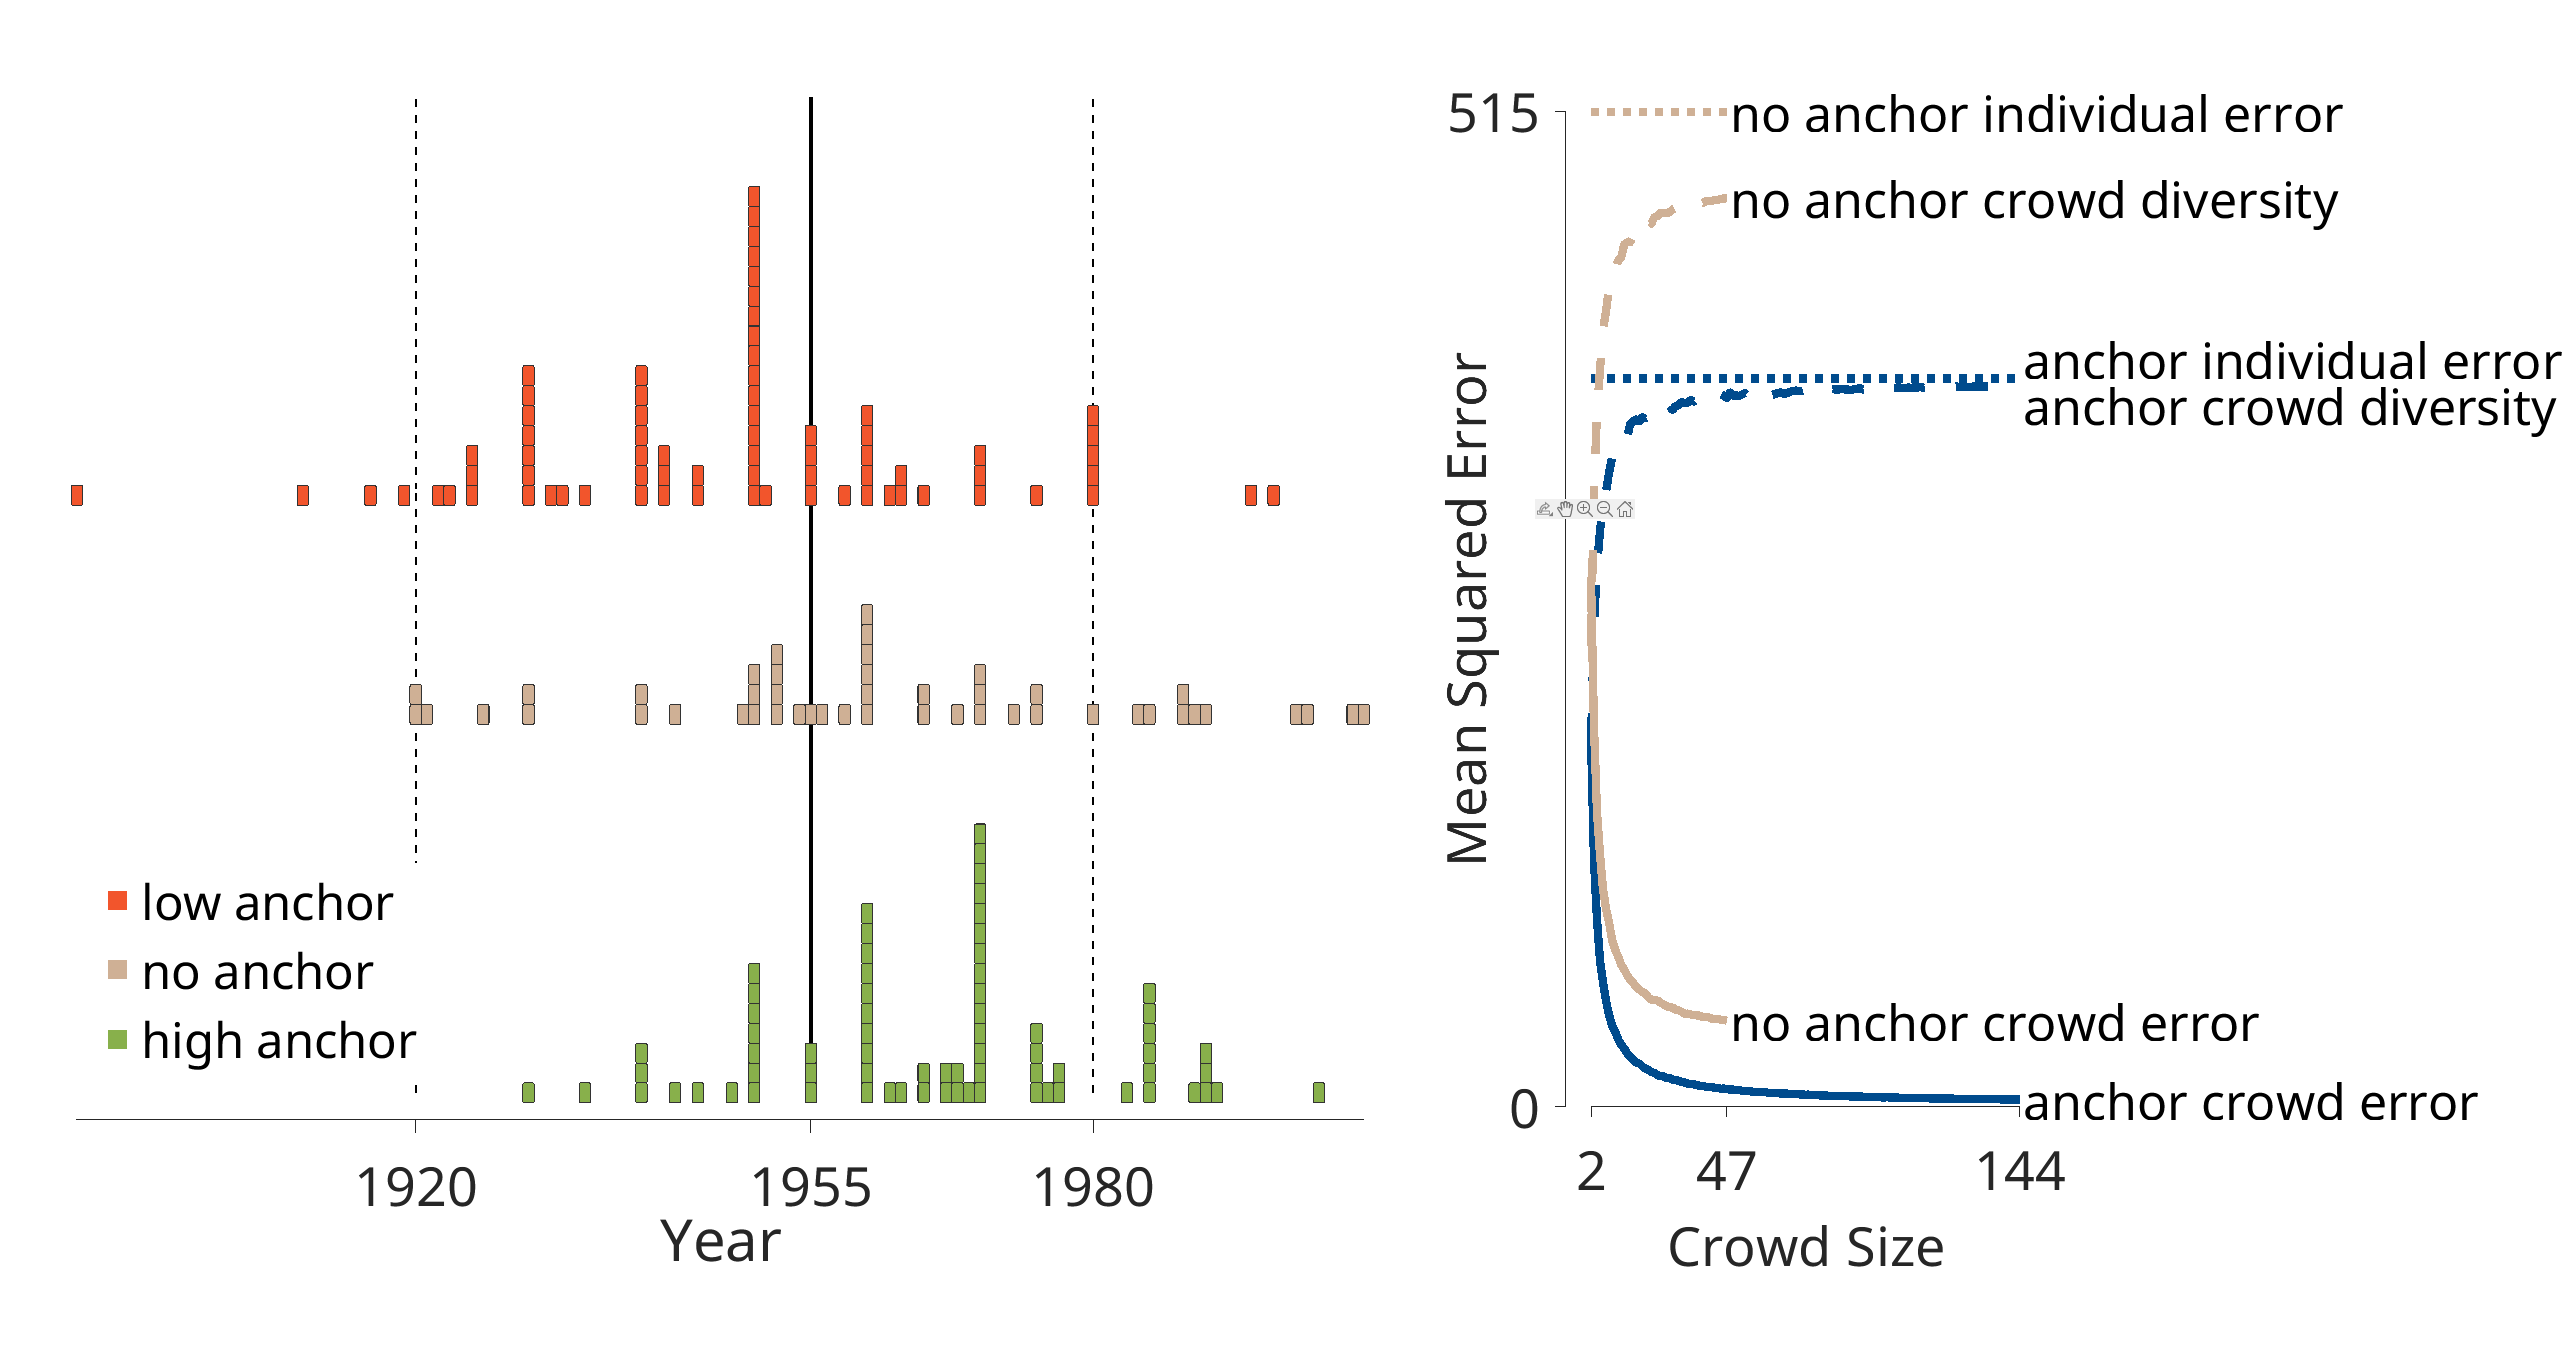 low anchor
no anchor
high anchor
1920
1955
1980
Year
515
0
Mean Squared Error
no anchor individual error
no anchor crowd diversity
anchor individual error
anchor crowd diversity
no anchor crowd error
anchor crowd error
2
47
144
Crowd Size